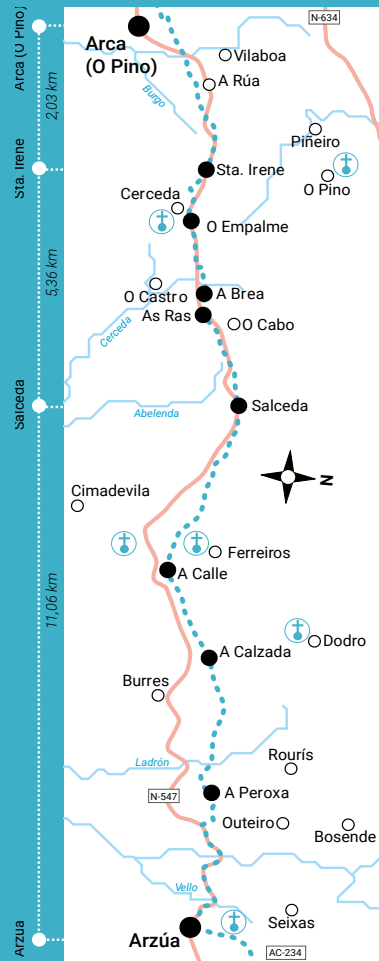 Arca (O Pino)
2,03 km
Sta. Irene
5,36 km
Salceda
11,06 km
Arzua
N-634
Arca
(O Pino)
Vilaboa
A Rúa
Burgo
Piñeiro
Sta. Irene
O Pino
Cerceda
O Empalme
O Castro
A Brea
As Ras
O Cabo
Cerceda
Abelenda
Salceda
N
Cimadevila
Ferreiros
A Calle
Dodro
A Calzada
Burres
Ladrón
Rourís
N-547
A Peroxa
Outeiro
Bosende
Vello
Seixas
Arzúa
AC-234